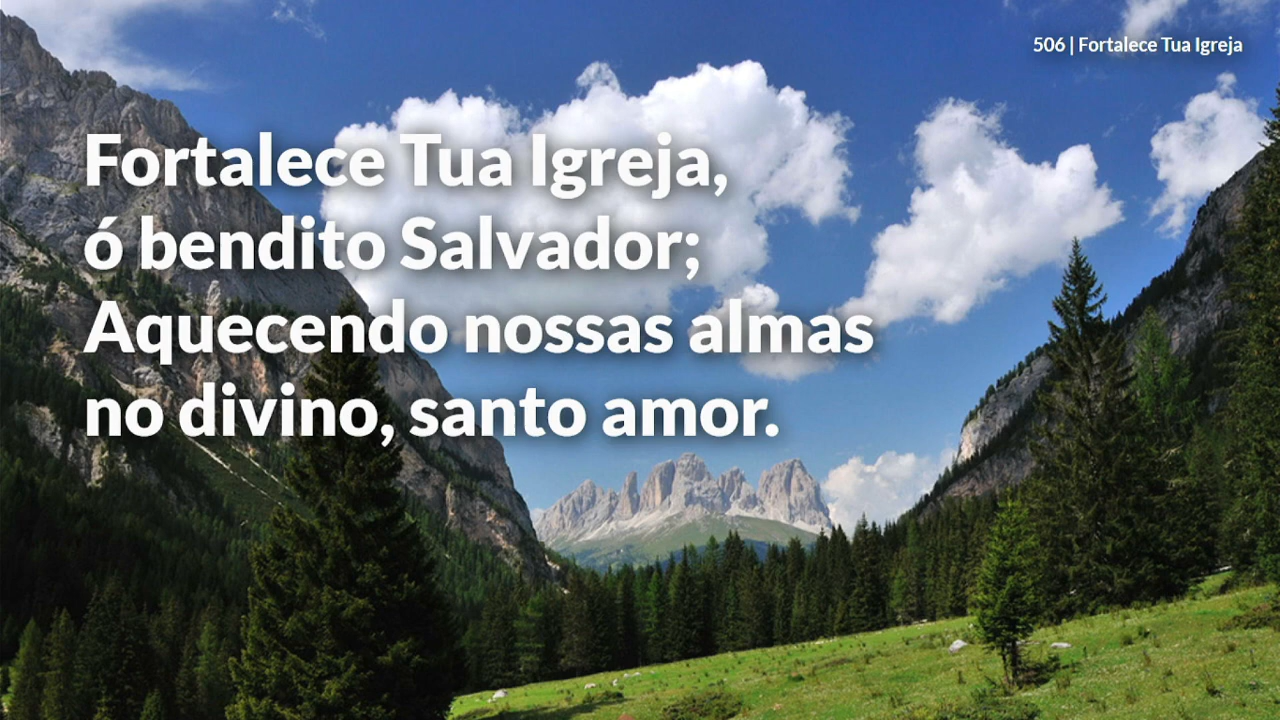 506 | Fortalece Tua Igreja
Fortalece Tua Igreja,
ó bendito Salvador;
Aquecendo nossas almas
no divino, santo amor.